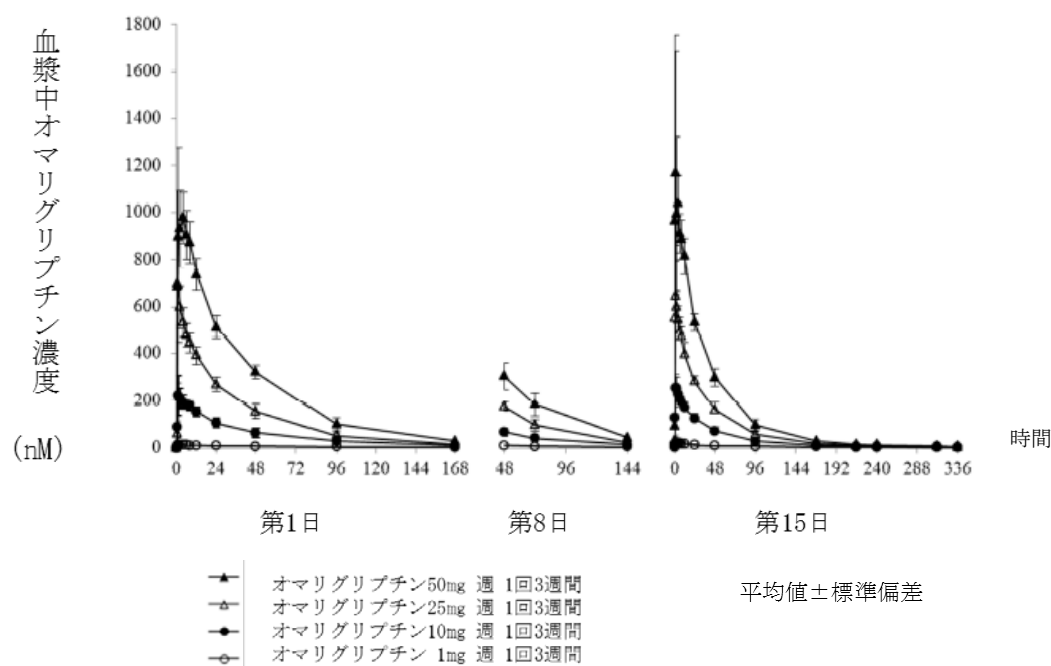 血漿中オマリグリプチン濃度
(nM)
1800
1600
1400
1200
1000
800
600
400
200
0
0 24 48 72 96 120 144 168
48 96 144
0 48 96 144 192 240 288 336
時間
第1日
第8日
第15日
オマリグリプチン50mg 週 1回3週間
オマリグリプチン25mg 週 1回3週間
オマリグリプチン10mg 週 1回3週間
オマリグリプチン 1mg 週 1回3週間
平均値±標準偏差